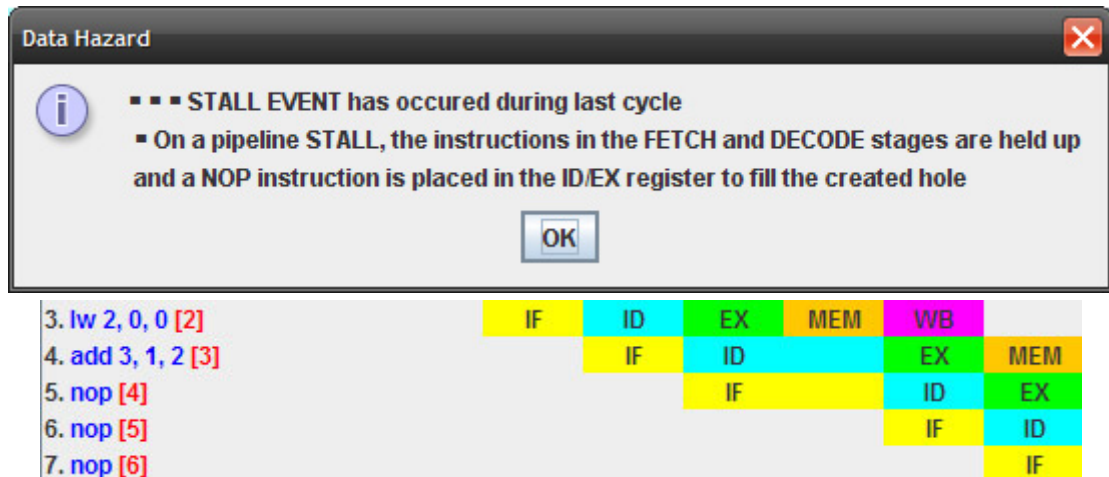 Data Hazard
▪ ▪ ▪ STALL EVENT has occured during last cycle
▪ On a pipeline STALL, the instructions in the FETCH and DECODE stages are held up
and a NOP instruction is placed in the ID/EX register to fill the created hole
OK
3. lw 2, 0, 0 [2] IF ID EX MEM WB
4. add 3, 1, 2 [3] IF ID EX MEM
5. nop [4] IF ID EX
6. nop [5] IF ID
7. nop [6] IF